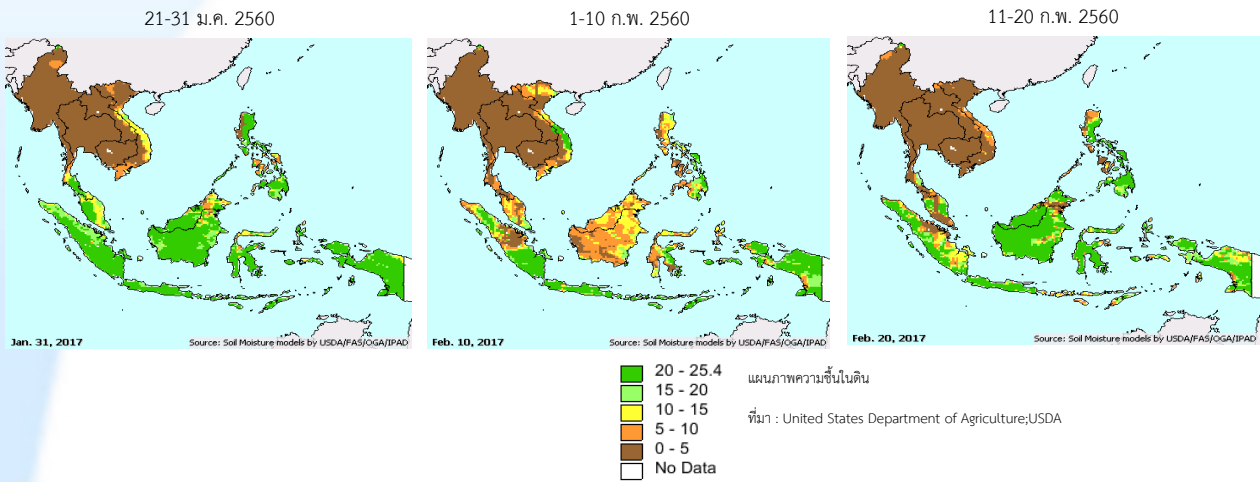 21-31 ม.ค. 2560
1-10 ก.พ. 2560
11-20 ก.พ. 2560
Jan. 31, 2017
Source: Soil Moisture models by USDA/FAS/OGA/IPAD
Feb. 10, 2017
Source: Soil Moisture models by USDA/FAS/OGA/IPAD
Feb. 20, 2017
Source: Soil Moisture models by USDA/FAS/OGA/IPAD
20 - 25.4
15 - 20
10 - 15
5 - 10
0 - 5
No Data
แผนภาพความชื้นในดิน
ที่มา : United States Department of Agriculture;USDA